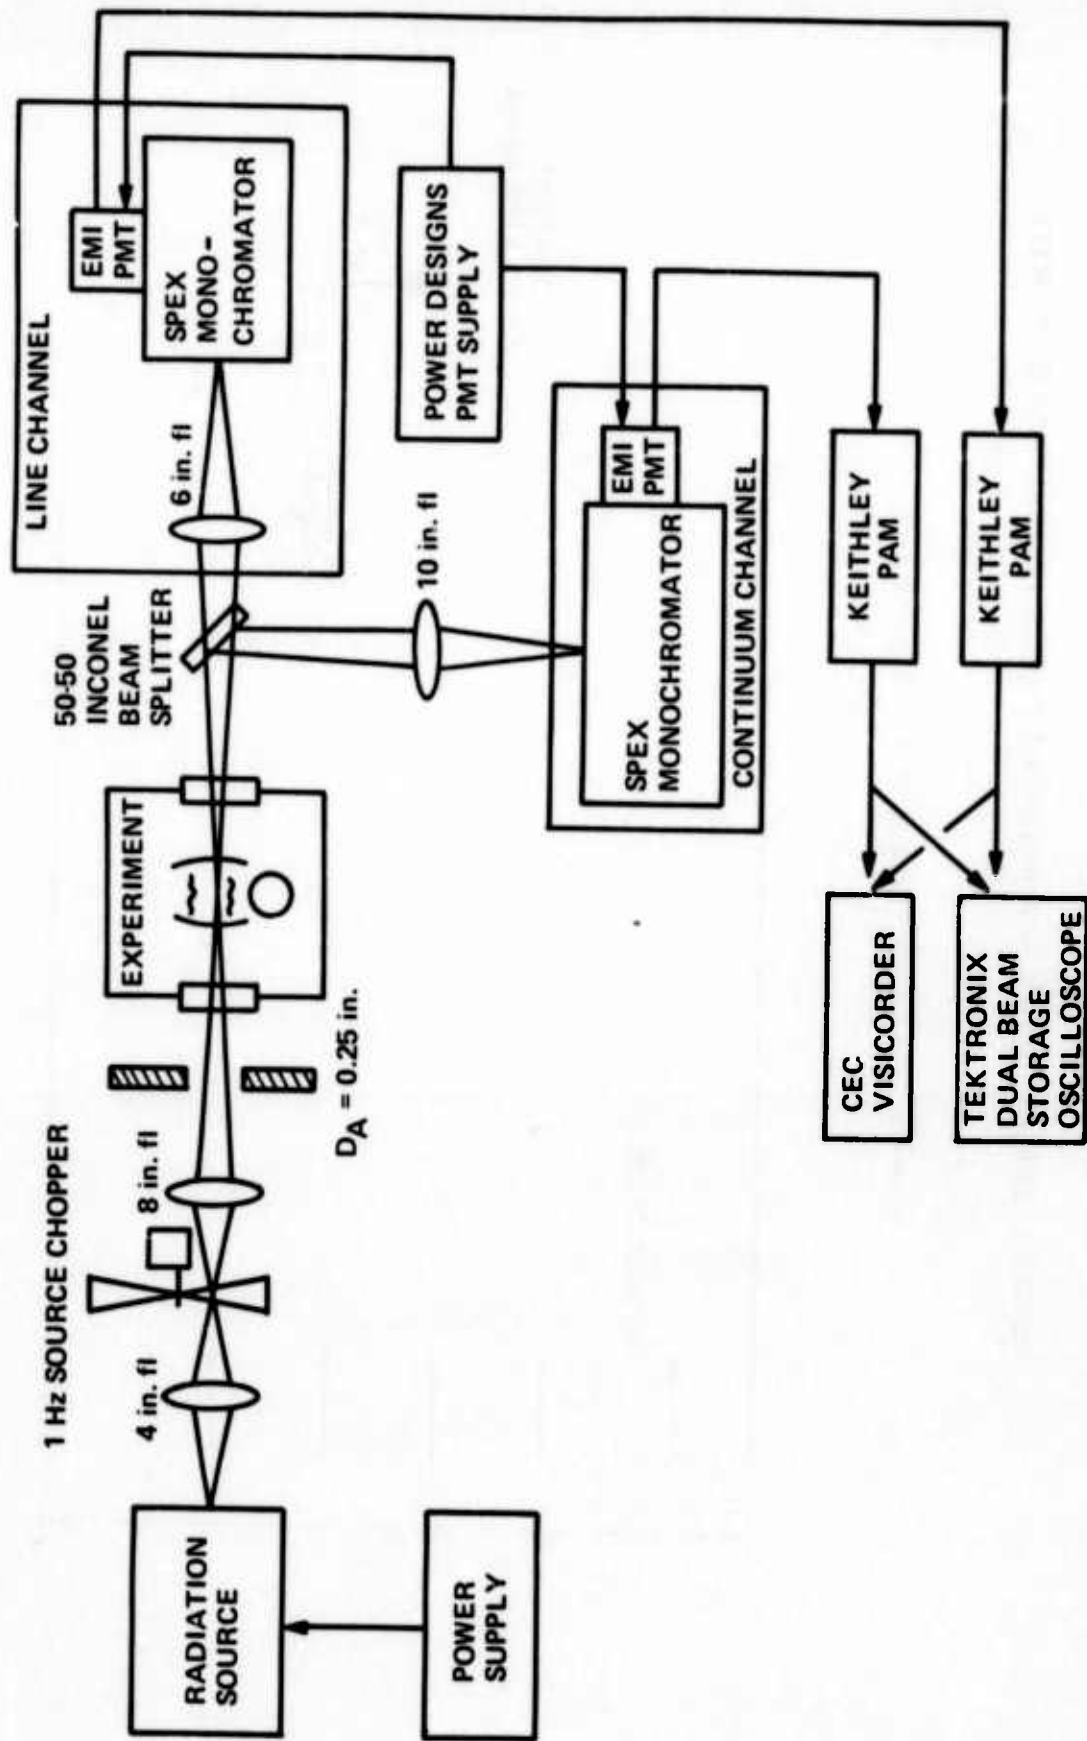 RADIATION
SOURCE
POWER
SUPPLY
1 Hz SOURCE CHOPPER
4 in. fl
8 in. fl
D_A = 0.25 in.
EXPERIMENT
50-50
INCONEL
BEAM
SPLITTER
LINE CHANNEL
6 in. fl
EMI
PMT
SPEX
MONO-
CHROMATOR
10 in. fl
POWER DESIGNS
PMT SUPPLY
SPEX
MONOCHROMATOR
EMI
PMT
CONTINUUM CHANNEL
KEITHLEY
PAM
KEITHLEY
PAM
CEC
VISICORDER
TEKTRONIX
DUAL BEAM
STORAGE
OSCILLOSCOPE